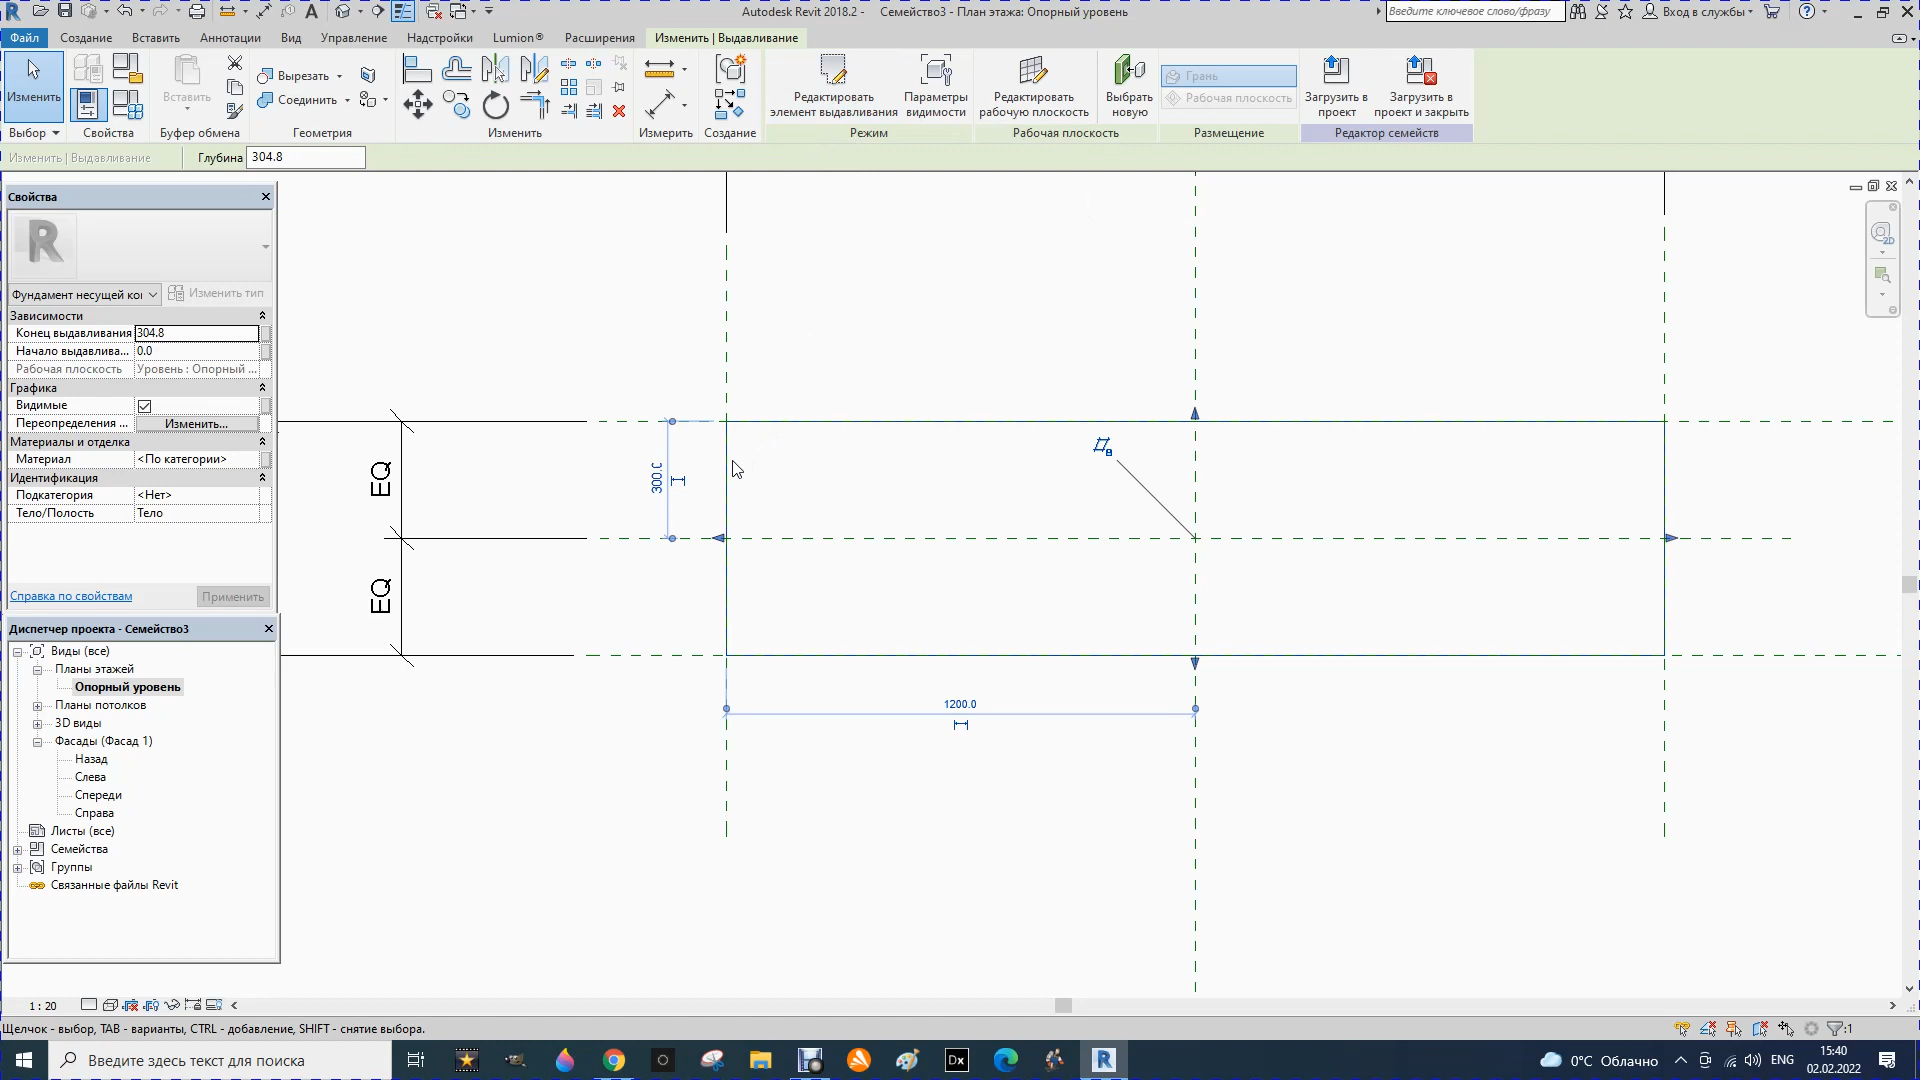 Autodesk Revit 2018.2 - Семейство3 - План этажа: Опорный уровень
Введите ключевое слово/фразу
Вход в службы
Файл Создание Вставить Аннотации Вид Управление Надстройки Lumion® Расширения Изменить | Выдавливание
Изменить
Вставить
Вырезать
Соединить
Редактировать элемент выдавливания
Параметры видимости
Редактировать рабочую плоскость
Выбрать новую
Грань
Рабочая плоскость
Загрузить в проект
Загрузить в проект и закрыть
Выбор Свойства Буфер обмена Геометрия Изменить Измерить Создание Режим Рабочая плоскость Размещение Редактор семейств
Изменить | Выдавливание Глубина 304.8
Свойства
Фундамент несущей ко
Изменить тип
Зависимости
Конец выдавливания 304.8
Начало выдавлива... 0.0
Рабочая плоскость Уровень : Опорный ...
Графика
Видимые
Переопределения ... Изменить...
Материалы и отделка
Материал <По категории>
Идентификация
Подкатегория <Нет>
Тело/Полость Тело
Справка по свойствам Применить
Диспетчер проекта - Семейство3
Виды (все)
Планы этажей
Опорный уровень
Планы потолков
3D виды
Фасады (Фасад 1)
Назад
Слева
Спереди
Справа
Листы (все)
Семейства
Группы
Связанные файлы Revit
EQ
EQ
300.0
1200.0
2D
1 : 20
Щелчок - выбор, TAB - варианты, CTRL - добавление, SHIFT - снятие выбора.
:1
Введите здесь текст для поиска
Dx
R
0°C Облачно
ENG
15:40
02.02.2022